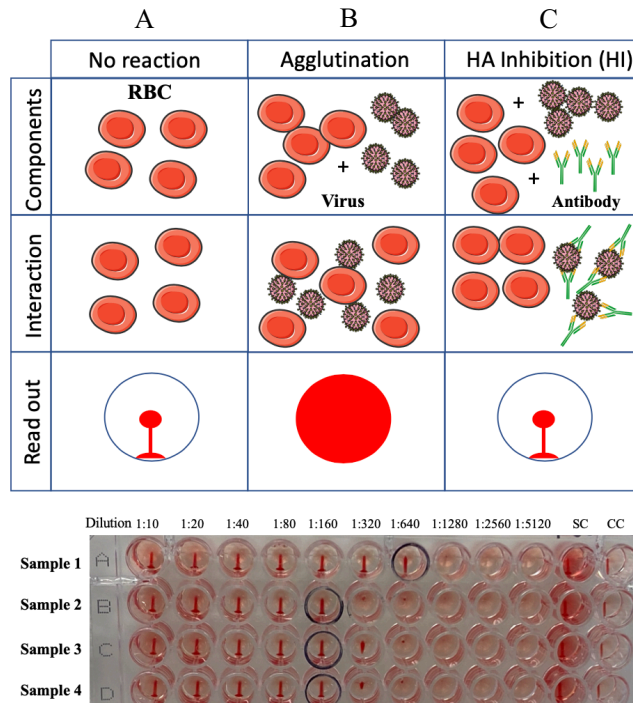 A B C
No reaction Agglutination HA Inhibition (HI)
Components
RBC
+
Virus
+
+
Antibody
Interaction
Read out
Dilution 1:10 1:20 1:40 1:80 1:160 1:320 1:640 1:1280 1:2560 1:5120 SC CC
Sample 1 A
Sample 2 B
Sample 3 C
Sample 4 D